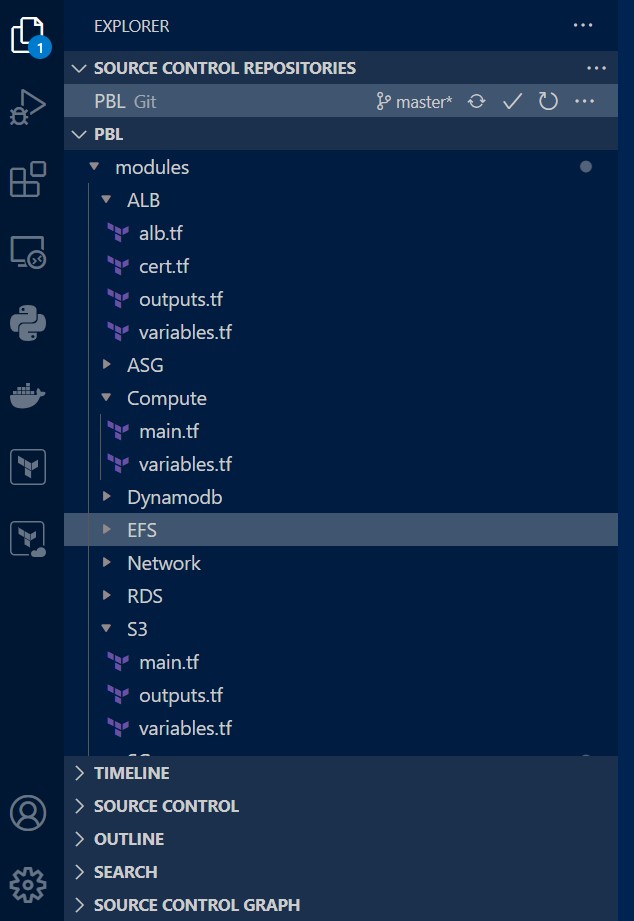 EXPLORER
1
SOURCE CONTROL REPOSITORIES
PBL Git master*
PBL
modules
ALB
alb.tf
cert.tf
outputs.tf
variables.tf
ASG
Compute
main.tf
variables.tf
Dynamodb
EFS
Network
RDS
S3
main.tf
outputs.tf
variables.tf
TIMELINE
SOURCE CONTROL
OUTLINE
SEARCH
SOURCE CONTROL GRAPH